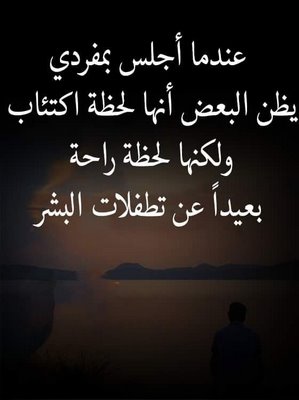 عندما أجلس بمفردي
يظن البعض أنها لحظة اكتئاب
ولكنها لحظة راحة
بعيداً عن تطفلات البشر